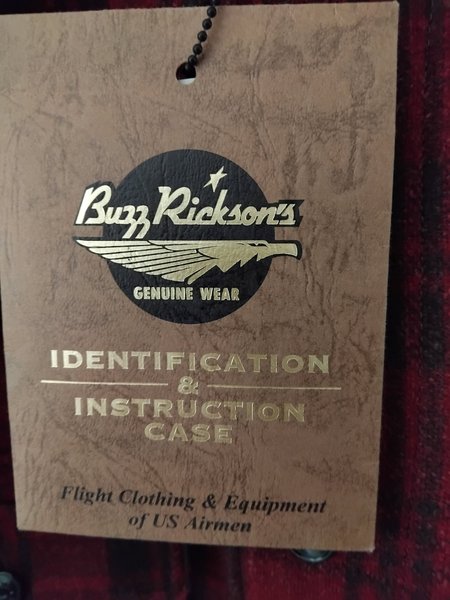 Buzz Rickson's
GENUINE WEAR
IDENTIFICATION
&
INSTRUCTION
CASE
Flight Clothing & Equipment
of US Airmen